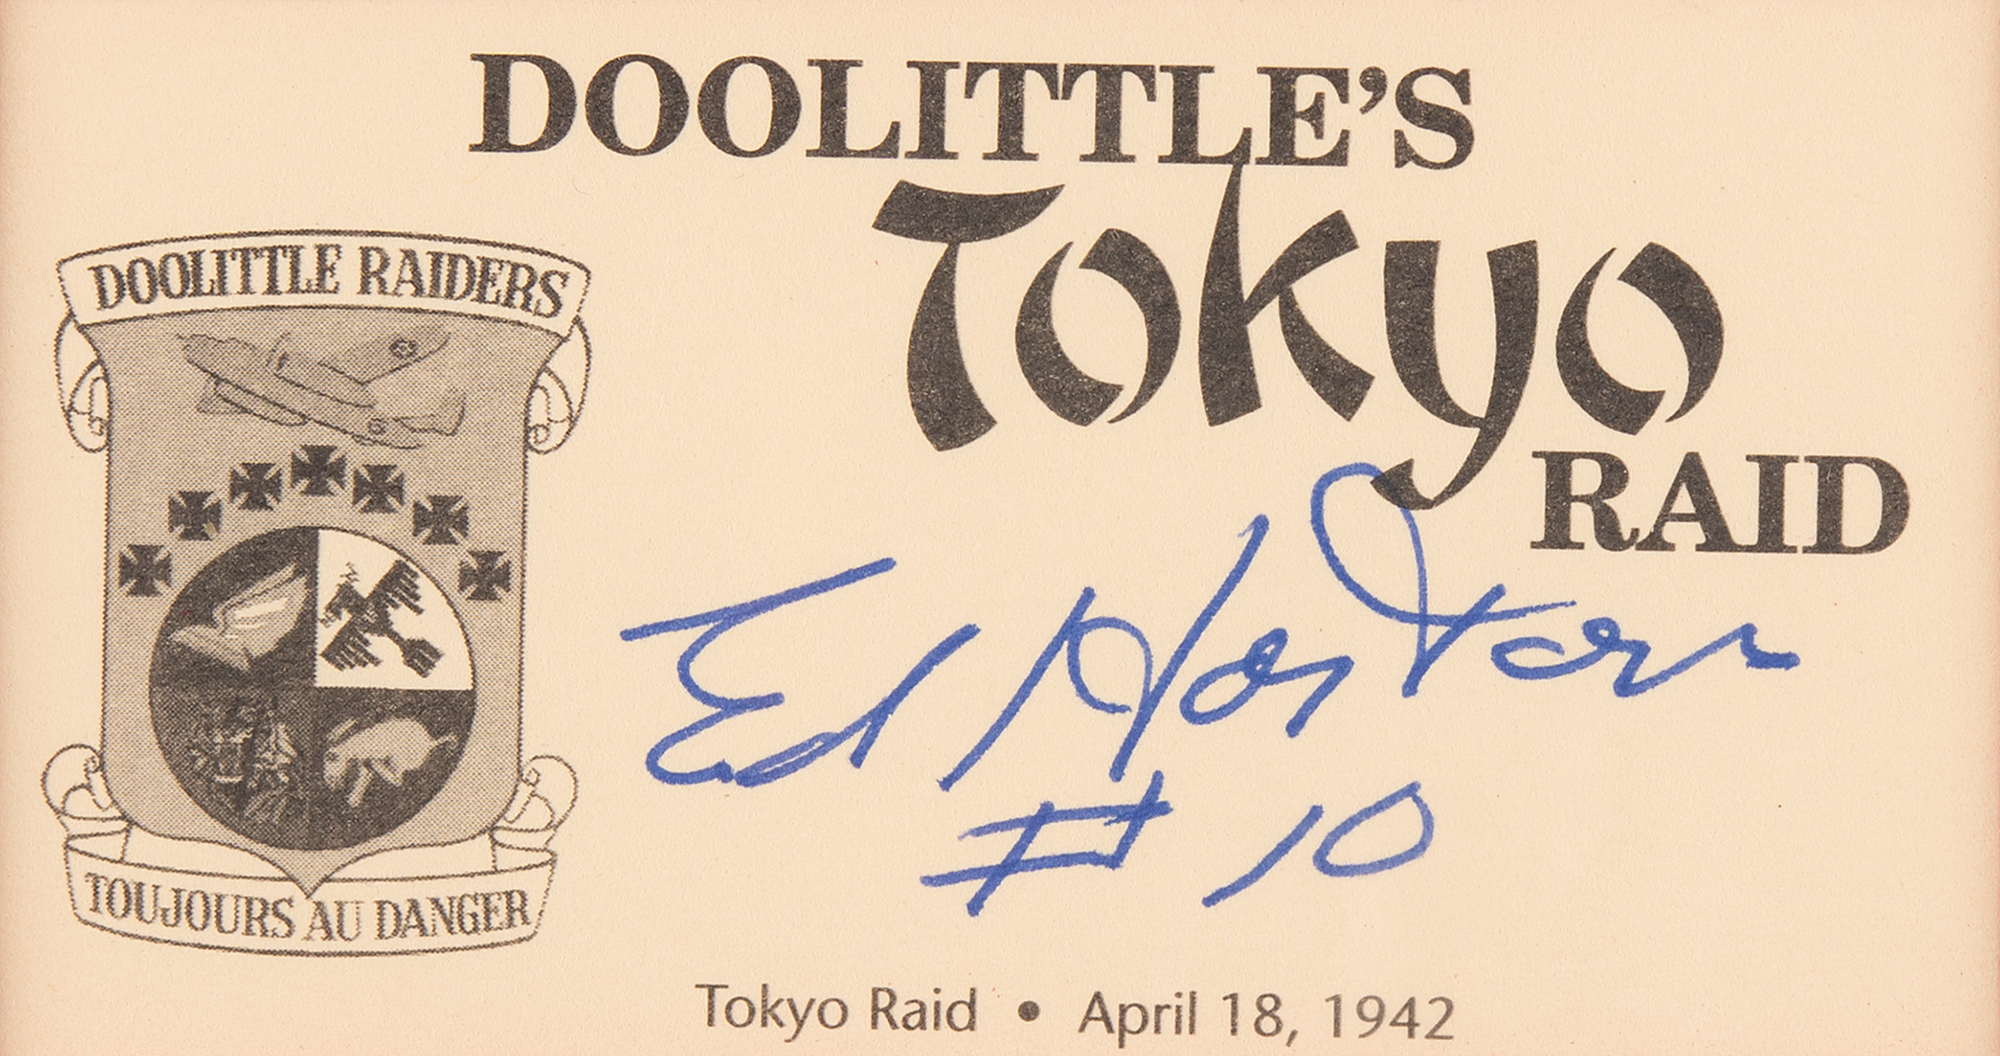 DOOLITTLE'S
Tokyo
RAID
DOOLITTLE RAIDERS
TOUJOURS AU DANGER
Ed Horton
# 10
Tokyo Raid • April 18, 1942